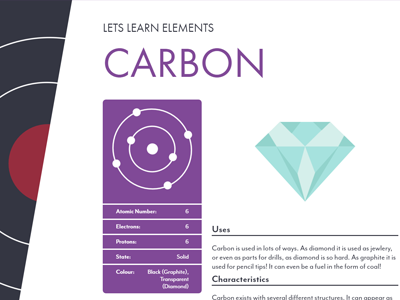 LETS LEARN ELEMENTS
CARBON
Atomic Number: 6
Electrons: 6
Protons: 6
State: Solid
Colour: Black (Graphite),
Transparent
(Diamond)
Uses
Carbon is used in lots of ways. As diamond it is used as jewlery,
or even as parts for drills, as diamond is so hard. As graphite it is
used for pencil tips! It can even be a fuel in the form of coal!
Characteristics
Carbon exists with several different structures. It can appear as